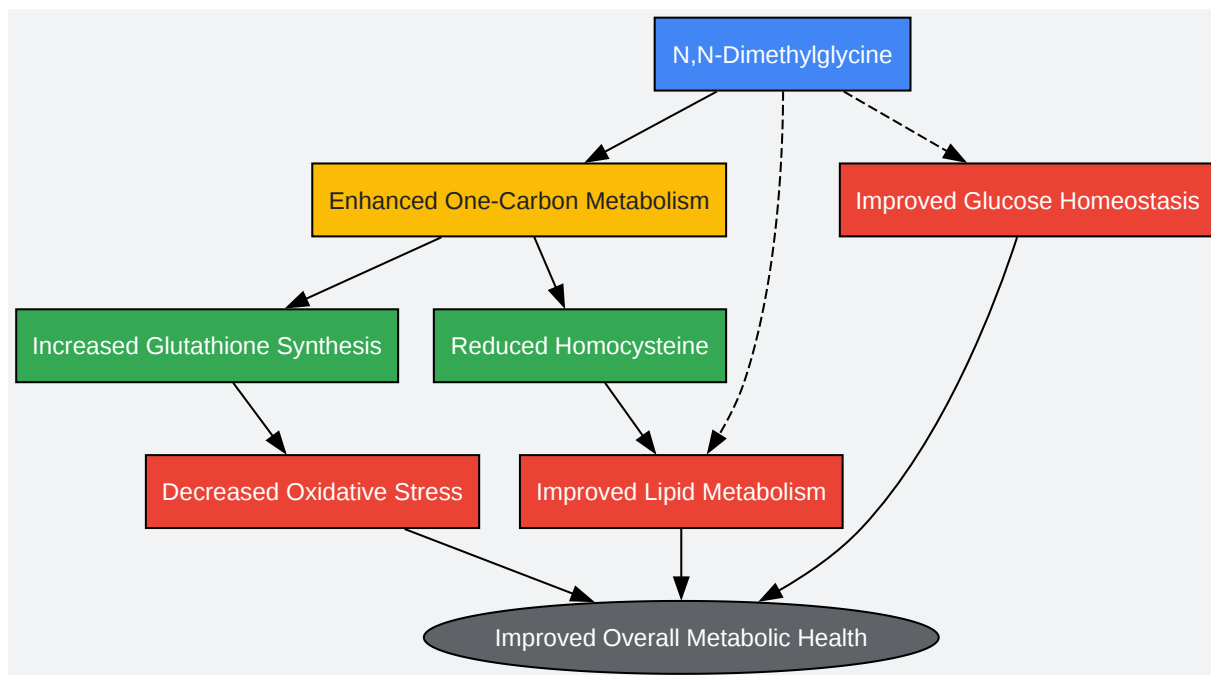 N,N-Dimethylglycine
Enhanced One-Carbon Metabolism
Improved Glucose Homeostasis
Increased Glutathione Synthesis
Reduced Homocysteine
Decreased Oxidative Stress
Improved Lipid Metabolism
Improved Overall Metabolic Health